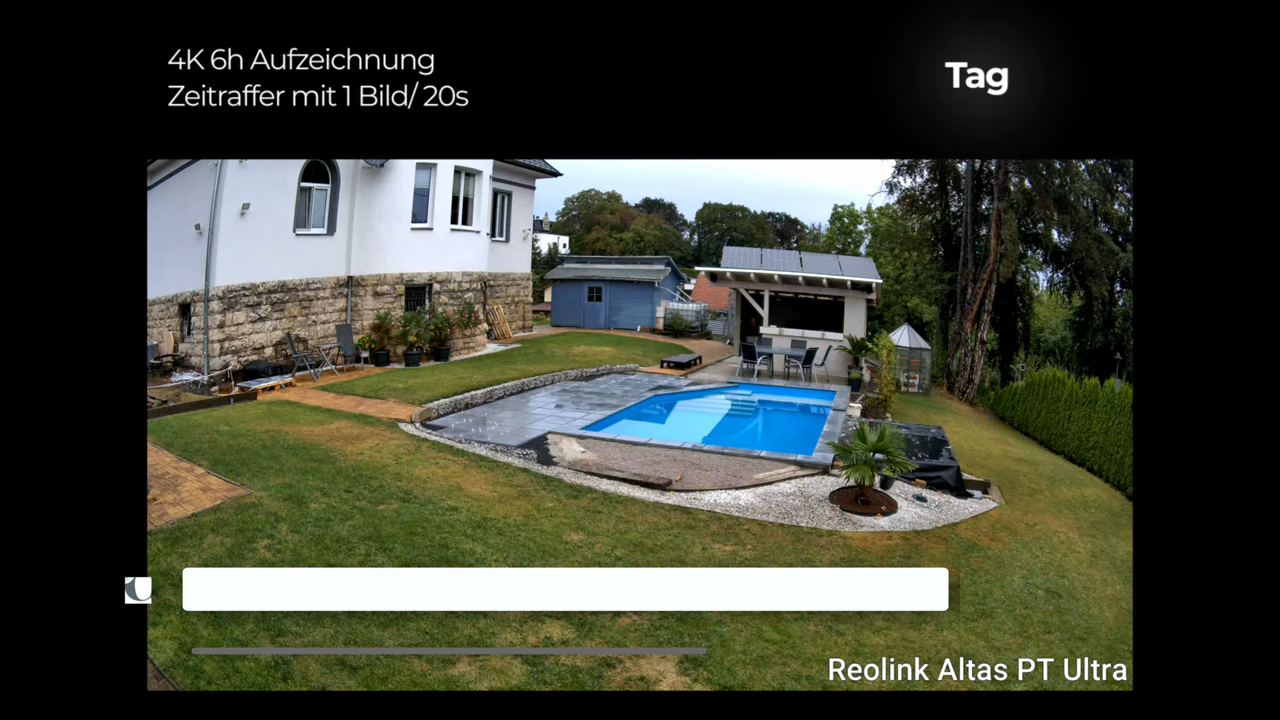 4K 6h Aufzeichnung
Zeitraffer mit 1 Bild/ 20s
Tag
Reolink Altas PT Ultra